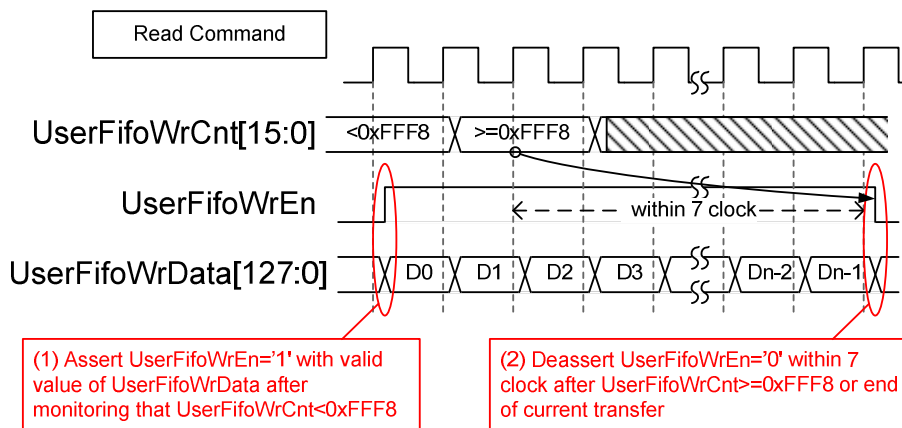 Read Command
UserFifoWrCnt[15:0]
<0xFFF8
>=0xFFF8
UserFifoWrEn
within 7 clock
UserFifoWrData[127:0]
D0
D1
D2
D3
Dn-2
Dn-1
(1) Assert UserFifoWrEn='1' with valid
value of UserFifoWrData after
monitoring that UserFifoWrCnt<0xFFF8
(2) Deassert UserFifoWrEn='0' within 7
clock after UserFifoWrCnt>=0xFFF8 or end
of current transfer